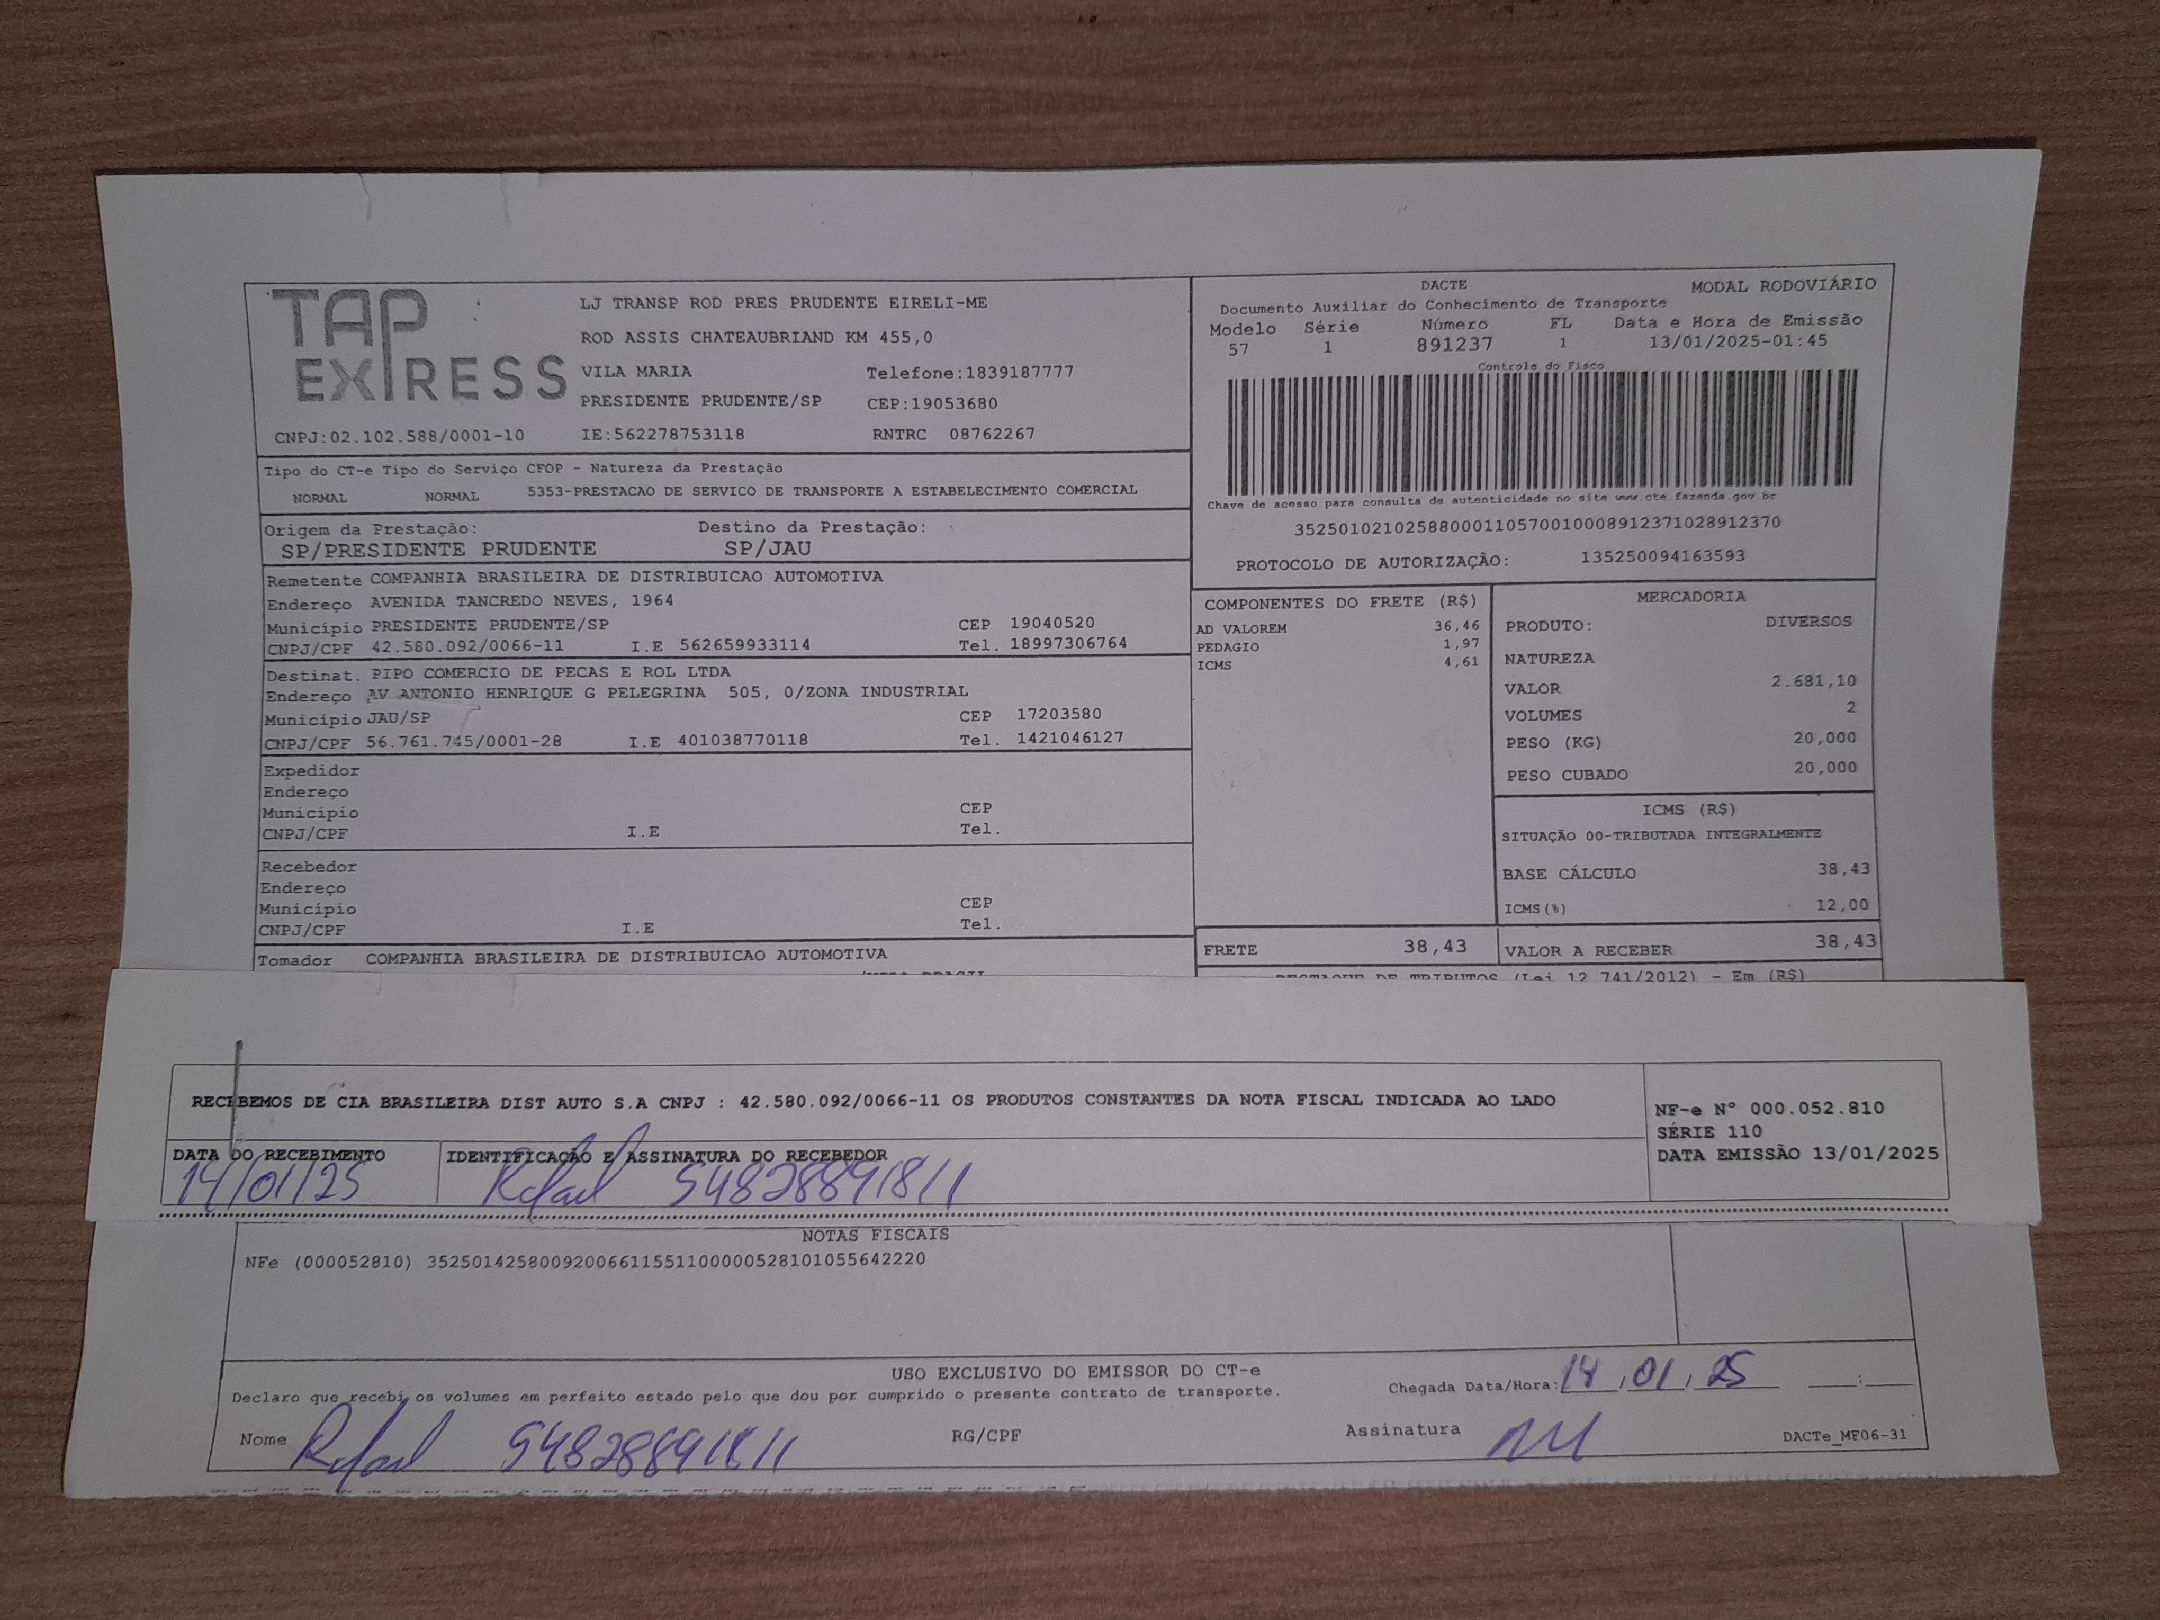 TAP EXPRESS
LJ TRANSP ROD PRES PRUDENTE EIRELI-ME
ROD ASSIS CHATEAUBRIAND KM 455,0
VILA MARIA Telefone:1839187777
PRESIDENTE PRUDENTE/SP CEP:19053680
CNPJ:02.102.588/0001-10 IE:562278753118 RNTRC 08762267
DACTE MODAL RODOVIÁRIO
Documento Auxiliar do Conhecimento de Transporte
Modelo Série Número FL Data e Hora de Emissão
57 1 891237 1 13/01/2025-01:45
Controle do Fisco
Chave de acesso para consulta de autenticidade no site www.cte.fazenda.gov.br
35250102102588000110570010008912371028912370
PROTOCOLO DE AUTORIZAÇÃO: 135250094163593
Tipo do CT-e Tipo do Serviço CFOP - Natureza da Prestação
NORMAL NORMAL 5353-PRESTACAO DE SERVICO DE TRANSPORTE A ESTABELECIMENTO COMERCIAL
Origem da Prestação: Destino da Prestação:
SP/PRESIDENTE PRUDENTE SP/JAU
Remetente COMPANHIA BRASILEIRA DE DISTRIBUICAO AUTOMOTIVA
Endereço AVENIDA TANCREDO NEVES, 1964
Município PRESIDENTE PRUDENTE/SP CEP 19040520
CNPJ/CPF 42.580.092/0066-11 I.E 562659933114 Tel. 18997306764
Destinat. PIPO COMERCIO DE PECAS E ROL LTDA
Endereço AV ANTONIO HENRIQUE G PELEGRINA 505, 0/ZONA INDUSTRIAL
Município JAU/SP CEP 17203580
CNPJ/CPF 56.761.745/0001-28 I.E 401038770118 Tel. 1421046127
Expedidor
Endereço
Município CEP
CNPJ/CPF I.E Tel.
Recebedor
Endereço
Município CEP
CNPJ/CPF I.E Tel.
Tomador COMPANHIA BRASILEIRA DE DISTRIBUICAO AUTOMOTIVA
COMPONENTES DO FRETE (R$)
AD VALOREM 36,46
PEDAGIO 1,97
ICMS 4,61
FRETE 38,43
MERCADORIA
PRODUTO: DIVERSOS
NATUREZA
VALOR 2.681,10
VOLUMES 2
PESO (KG) 20,000
PESO CUBADO 20,000
ICMS (R$)
SITUAÇÃO 00-TRIBUTADA INTEGRALMENTE
BASE CÁLCULO 38,43
ICMS(%) 12,00
VALOR A RECEBER 38,43
DESTAQUE DE TRIBUTOS (Lei 12.741/2012) - Em (R$)
RECEBEMOS DE CIA BRASILEIRA DIST AUTO S.A CNPJ : 42.580.092/0066-11 OS PRODUTOS CONSTANTES DA NOTA FISCAL INDICADA AO LADO
NF-e Nº 000.052.810
SÉRIE 110
DATA EMISSÃO 13/01/2025
DATA DO RECEBIMENTO IDENTIFICAÇÃO E ASSINATURA DO RECEBEDOR
14/01/25 Rafael 54828891811
NOTAS FISCAIS
NFe (000052810) 35250142580092006611551100000528101055642220
USO EXCLUSIVO DO EMISSOR DO CT-e
Declaro que recebi os volumes em perfeito estado pelo que dou por cumprido o presente contrato de transporte.
Chegada Data/Hora: 14,01,25 :
Nome Rafael 54828891811 RG/CPF Assinatura
DACTe_MF06-31